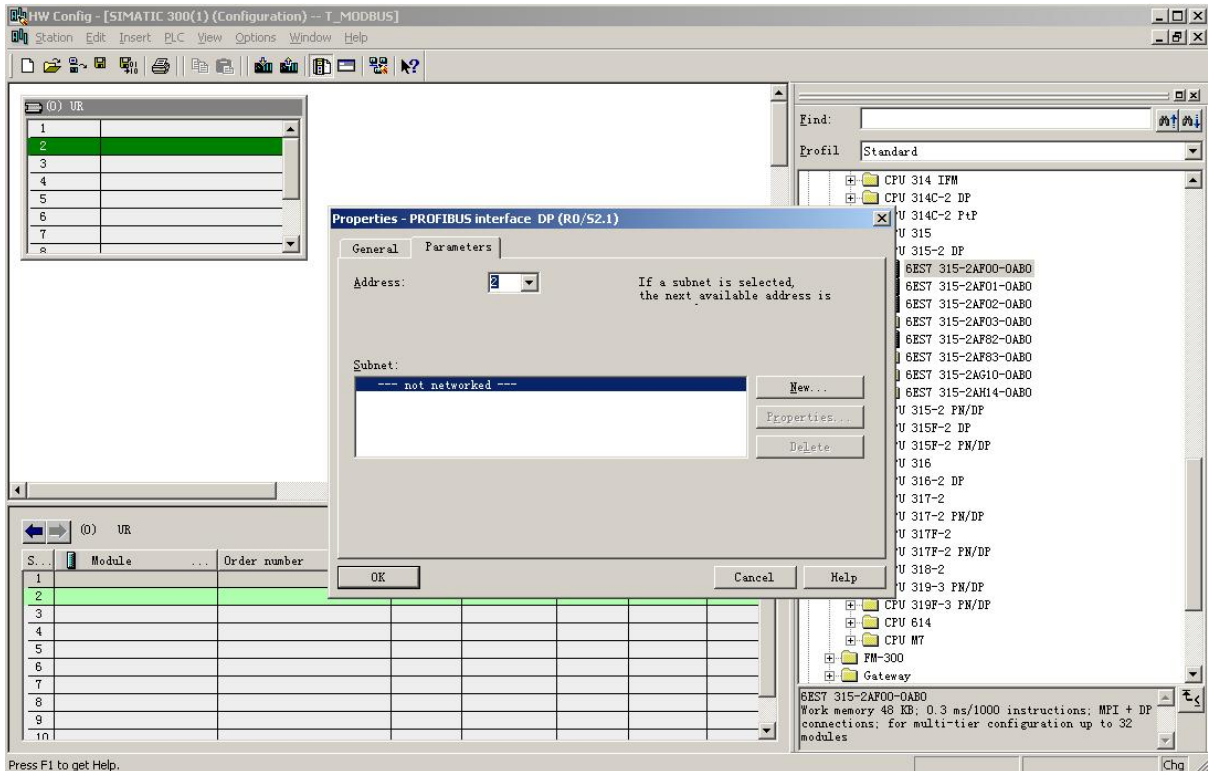 HW Config - [SIMATIC 300(1) (Configuration) -- T_MODBUS]
Station Edit Insert PLC View Options Window Help
(0) UR
1
2
3
4
5
6
7
8
Find:
Profil Standard
CPU 314 IFM
CPU 314C-2 DP
U 314C-2 PtP
U 315
U 315-2 DP
6ES7 315-2AF00-0AB0
6ES7 315-2AF01-0AB0
6ES7 315-2AF02-0AB0
6ES7 315-2AF03-0AB0
6ES7 315-2AF82-0AB0
6ES7 315-2AF83-0AB0
6ES7 315-2AG10-0AB0
6ES7 315-2AH14-0AB0
U 315-2 PN/DP
U 315F-2 DP
U 315F-2 PN/DP
U 316
U 316-2 DP
U 317-2
U 317-2 PN/DP
U 317F-2
U 317F-2 PN/DP
U 318-2
U 319-3 PN/DP
CPU 319F-3 PN/DP
CPU 614
CPU M7
FM-300
Gateway
6ES7 315-2AF00-0AB0
Work memory 48 KB; 0.3 ms/1000 instructions; MPI + DP
connections; for multi-tier configuration up to 32
modules
Properties - PROFIBUS interface DP (R0/S2.1)
General Parameters
Address: 2
If a subnet is selected,
the next available address is
Subnet:
--- not networked ---
New...
Properties...
Delete
OK Cancel Help
(0) UR
S... Module ... Order number
1
2
3
4
5
6
7
8
9
10
Press F1 to get Help.
Chg